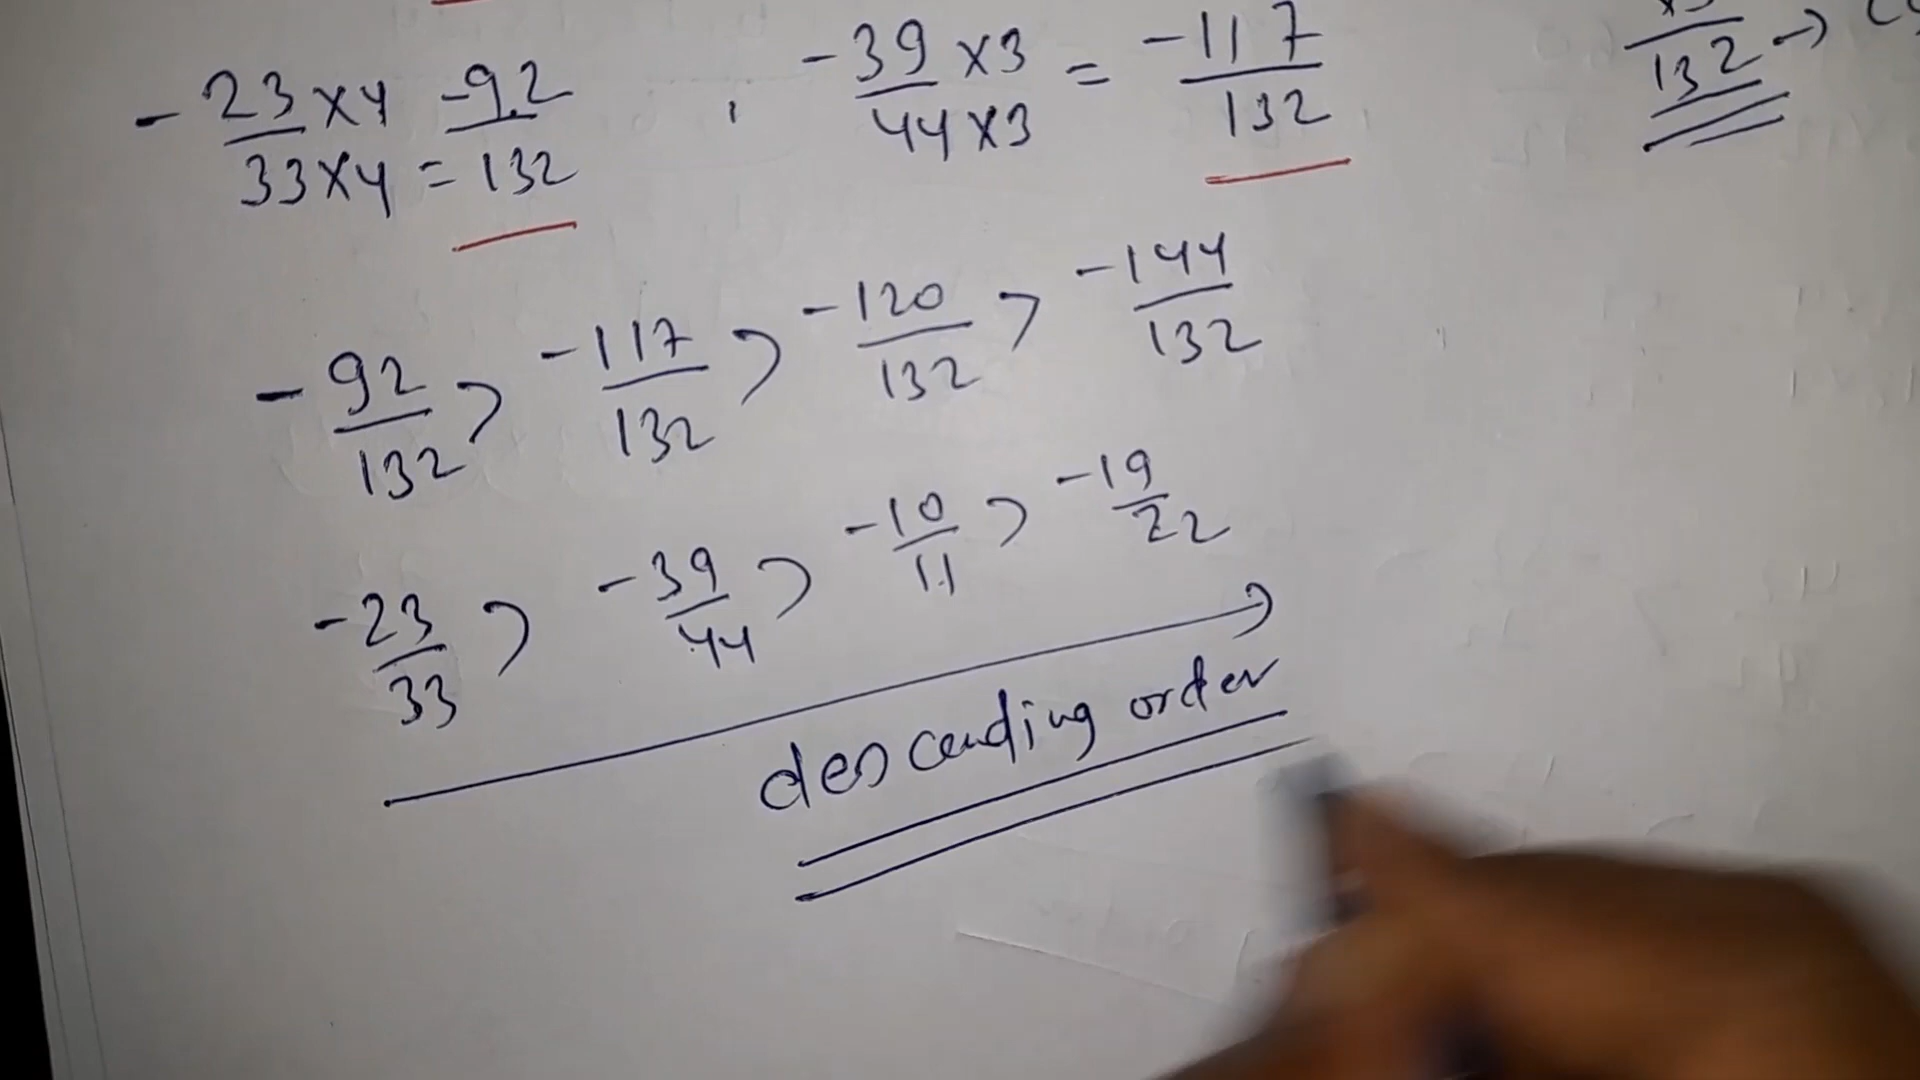 -23×4/33×4 = -92/132 , -39×3/44×3 = -117/132
132 →
-92/132 > -117/132 > -120/132 > -144/132
-23/33 > -39/44 > -10/11 > -19/22
descending order